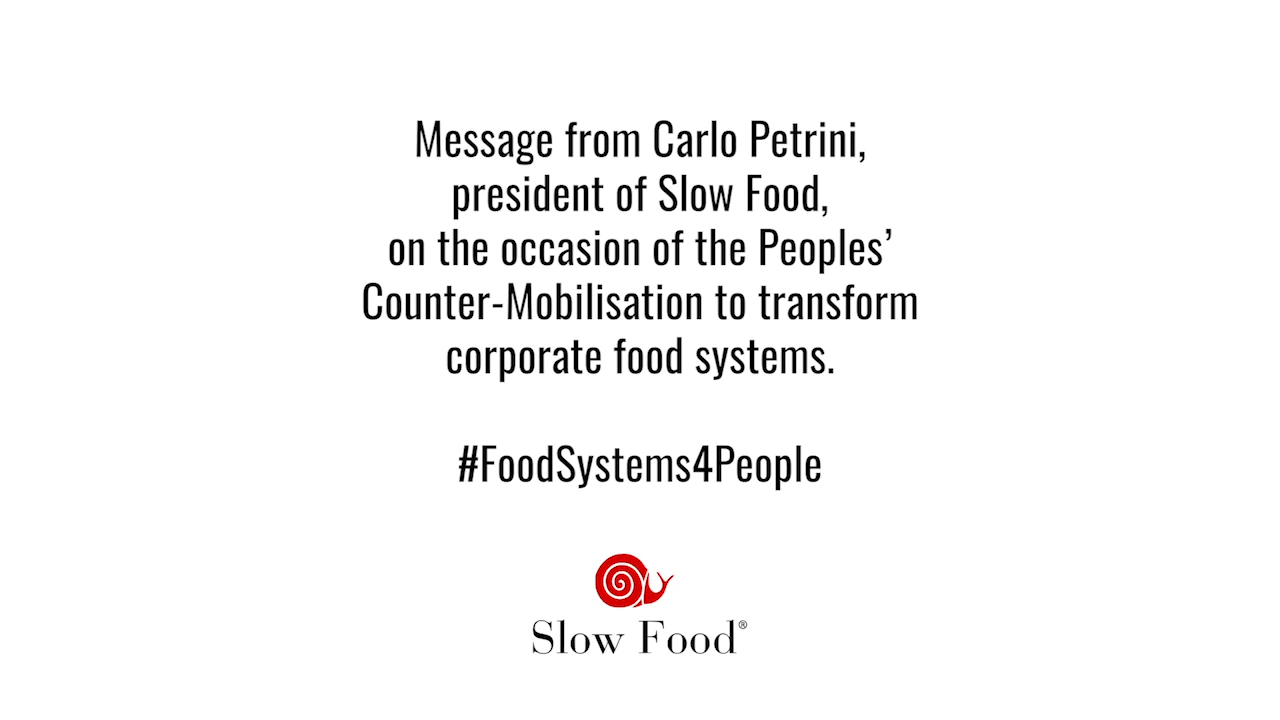 Message from Carlo Petrini,
president of Slow Food,
on the occasion of the Peoples’
Counter-Mobilisation to transform
corporate food systems.
#FoodSystems4People
Slow Food®